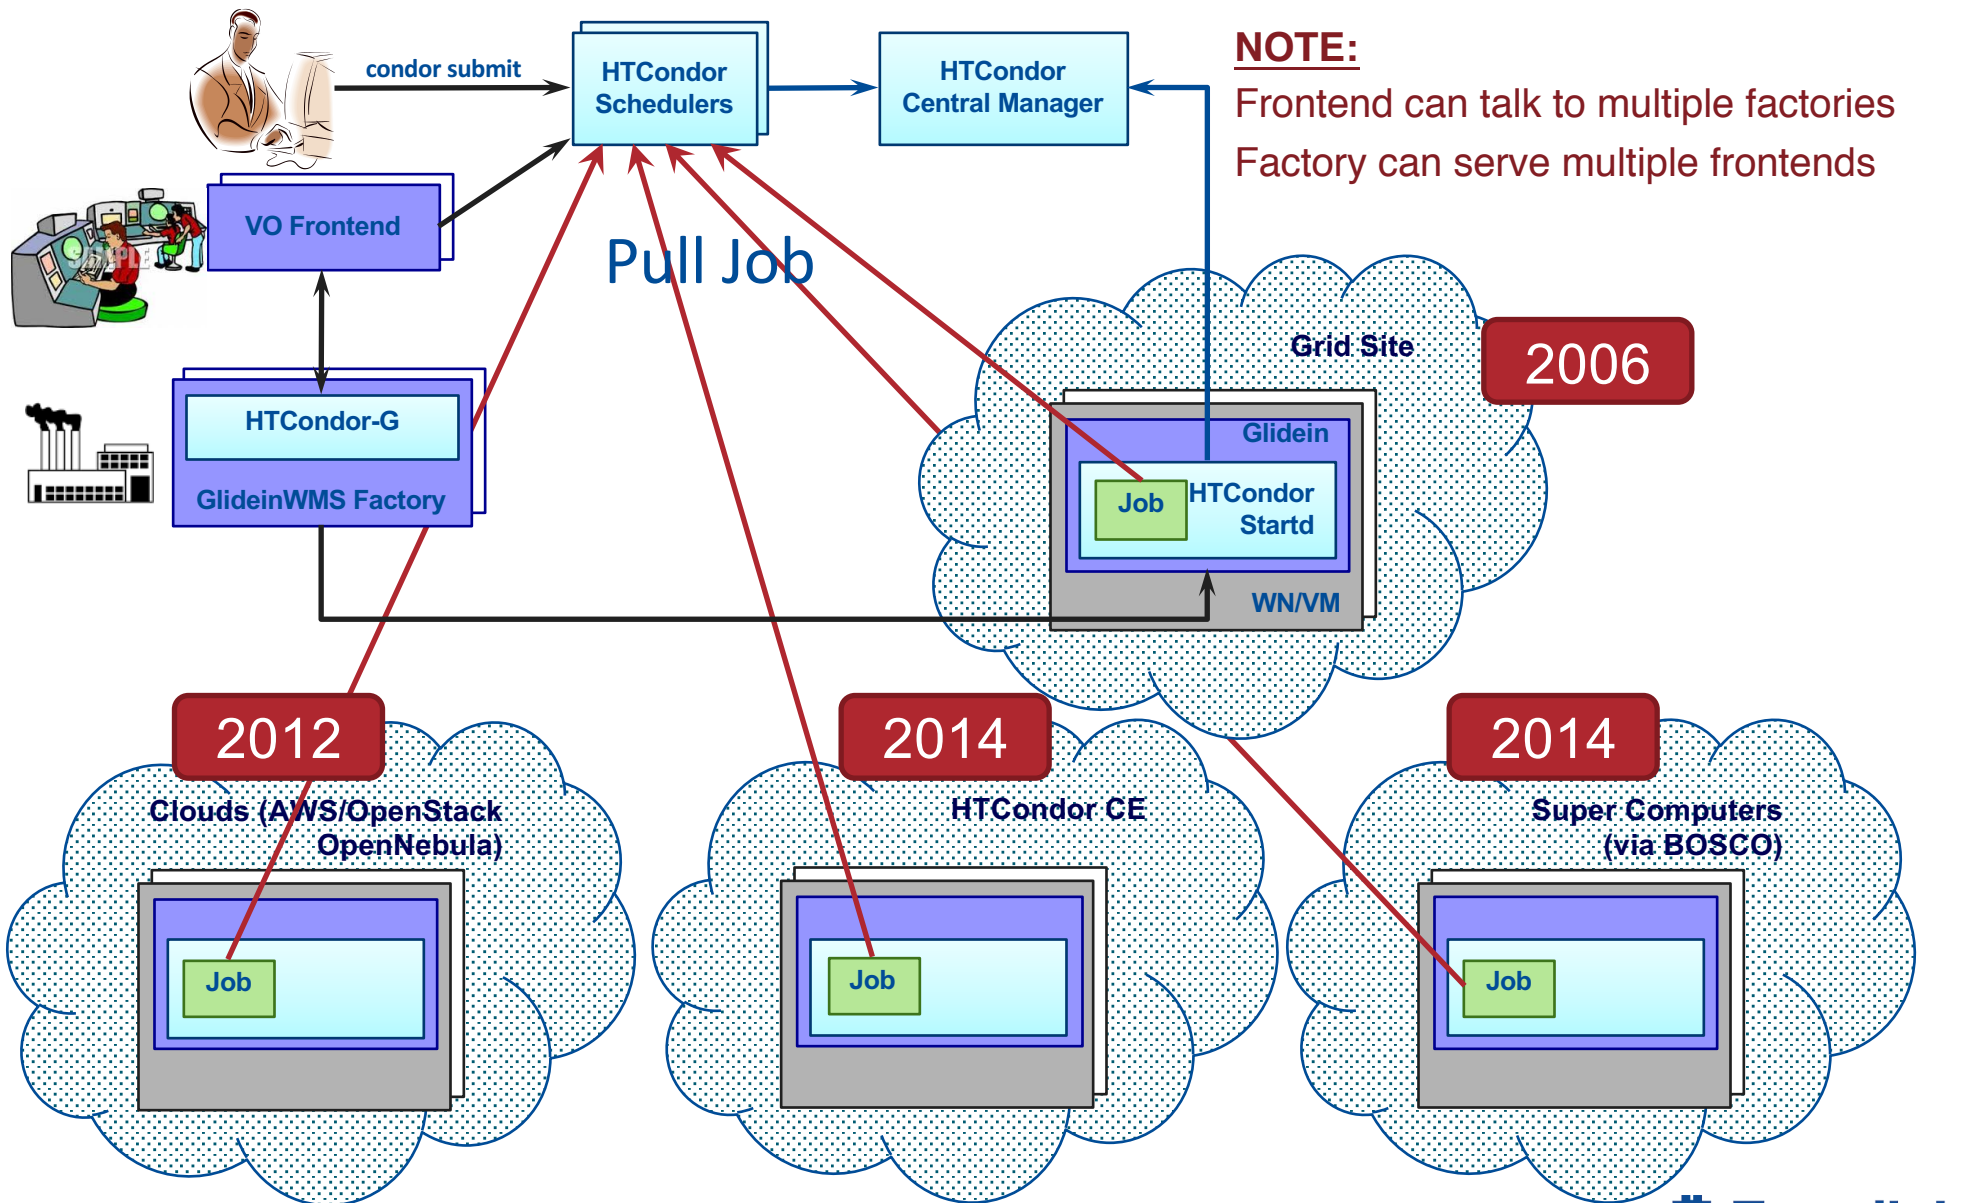 condor submit
HTCondor
Schedulers
HTCondor
Central Manager
NOTE:
Frontend can talk to multiple factories
Factory can serve multiple frontends
VO Frontend
Pull Job
HTCondor-G
GlideinWMS Factory
Grid Site
2006
Glidein
Job
HTCondor
Startd
WN/VM
2012
Clouds (AWS/OpenStack
OpenNebula)
Job
2014
HTCondor CE
Job
2014
Super Computers
(via BOSCO)
Job